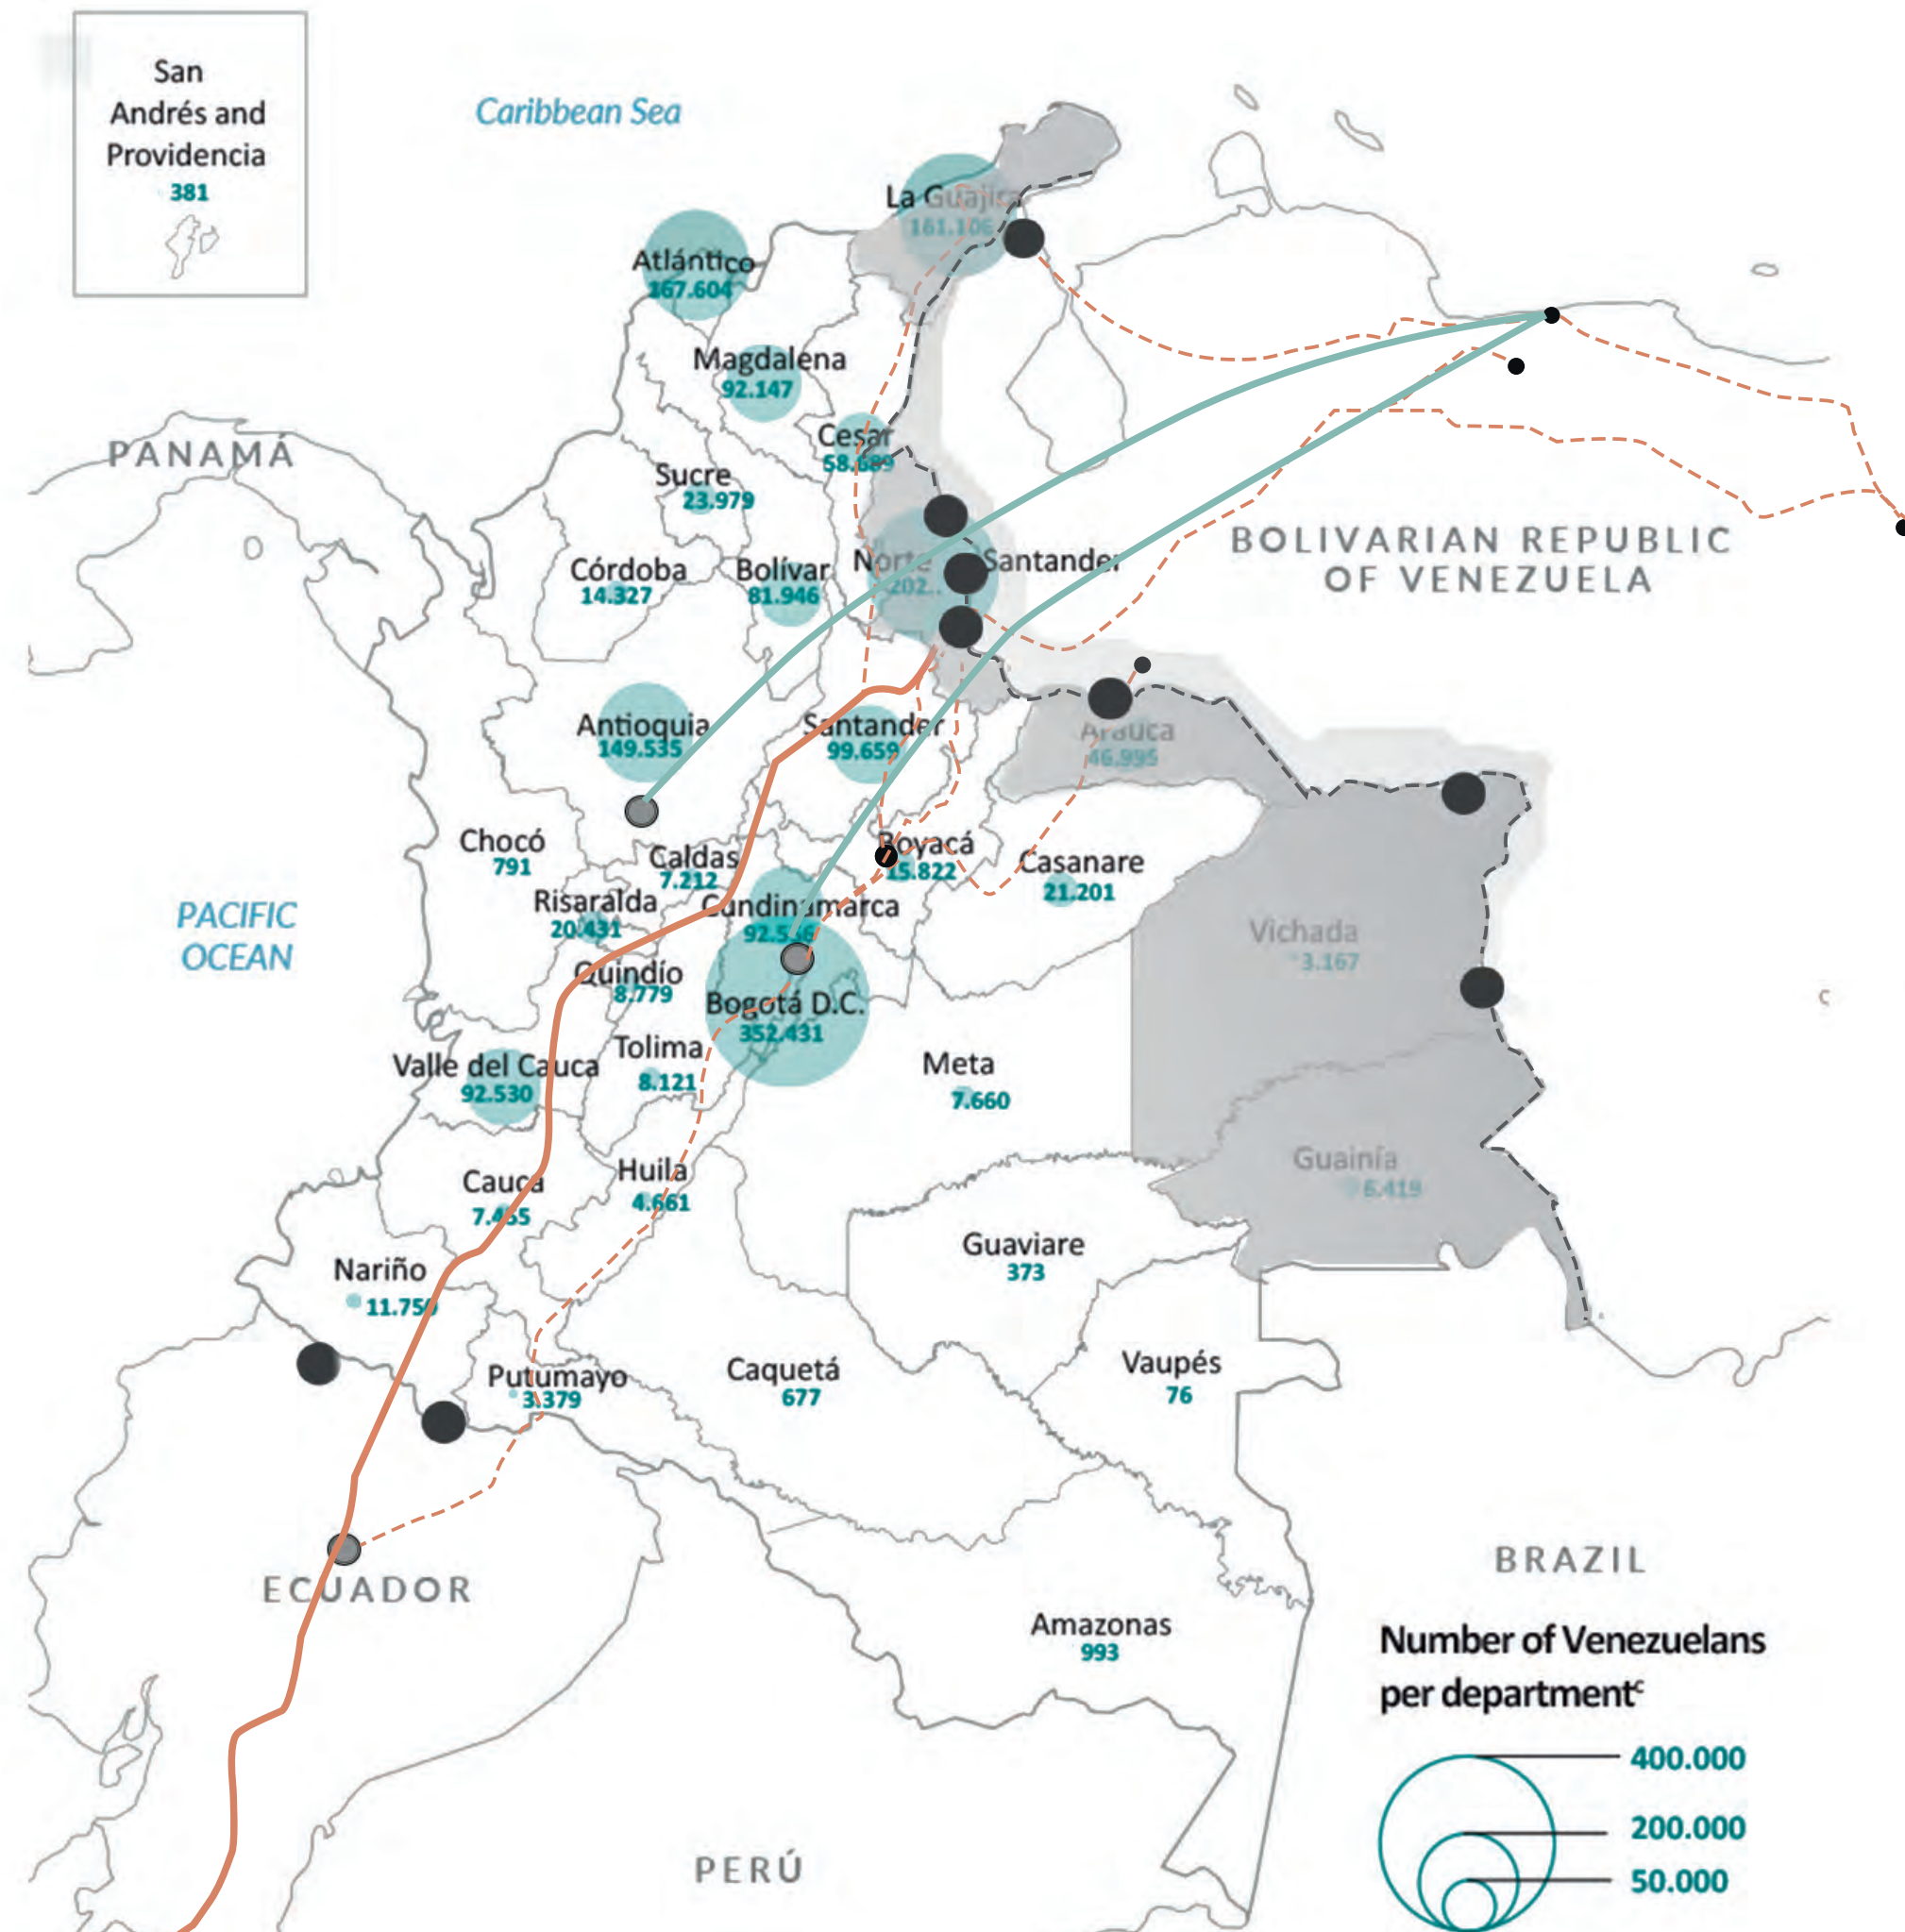 San
Andrés and
Providencia
381
Caribbean Sea
La Guajira
161.106
Atlántico
167.604
Magdalena
92.147
Cesar
58.689
PANAMÁ
Sucre
23.979
BOLIVARIAN REPUBLIC
OF VENEZUELA
Norte Santander
202..
Córdoba
14.327
Bolívar
81.946
Antioquia
149.535
Santander
99.659
Arauca
46.995
Chocó
791
Caldas
7.212
Boyacá
15.822
Casanare
21.201
Risaralda
20.431
Cundinamarca
PACIFIC
OCEAN
Vichada
3.167
Quindío
8.779
Bogotá D.C.
352.431
Tolima
8.121
Valle del Cauca
92.530
Meta
7.660
Huila
4.661
Cauca
Guainía
6.419
Guaviare
373
Nariño
Putumayo
3.379
Caquetá
677
Vaupés
76
ECUADOR
BRAZIL
Amazonas
993
Number of Venezuelans
per departmentᶜ
400.000
200.000
50.000
PERÚ